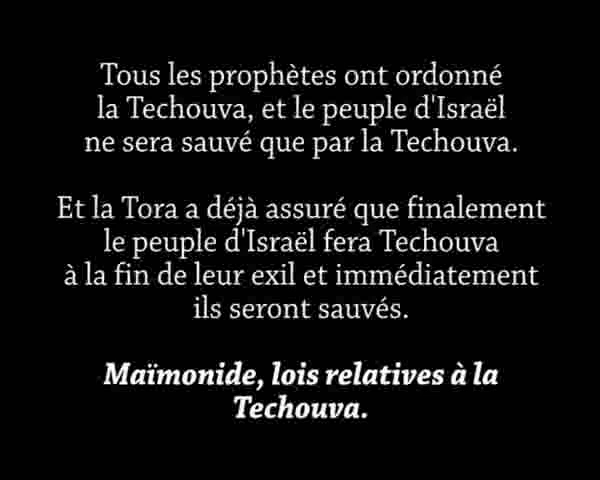 Tous les prophètes ont ordonné
la Techouva, et le peuple d'Israël
ne sera sauvé que par la Techouva.
Et la Tora a déjà assuré que finalement
le peuple d'Israël fera Techouva
à la fin de leur exil et immédiatement
ils seront sauvés.
Maïmonide, lois relatives à la
Techouva.